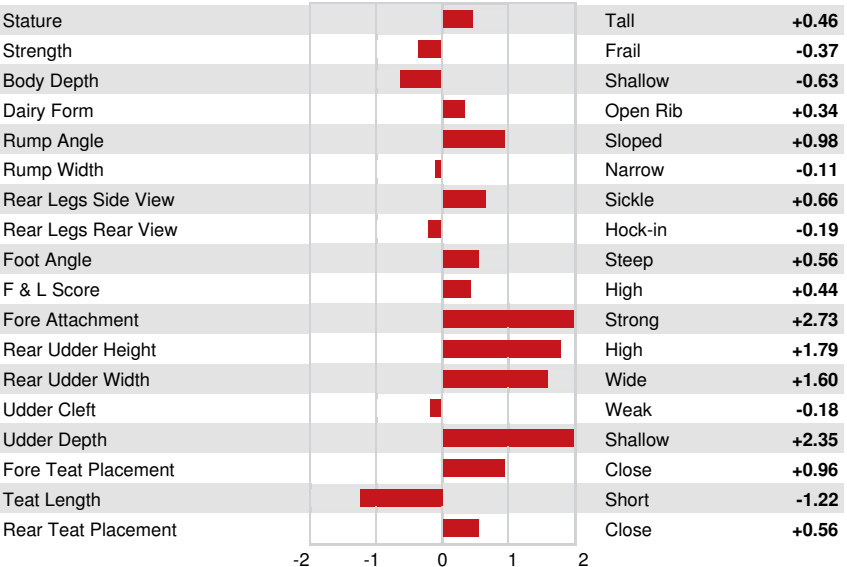 Stature Tall +0.46
Strength Frail -0.37
Body Depth Shallow -0.63
Dairy Form Open Rib +0.34
Rump Angle Sloped +0.98
Rump Width Narrow -0.11
Rear Legs Side View Sickle +0.66
Rear Legs Rear View Hock-in -0.19
Foot Angle Steep +0.56
F & L Score High +0.44
Fore Attachment Strong +2.73
Rear Udder Height High +1.79
Rear Udder Width Wide +1.60
Udder Cleft Weak -0.18
Udder Depth Shallow +2.35
Fore Teat Placement Close +0.96
Teat Length Short -1.22
Rear Teat Placement Close +0.56
-2 -1 0 1 2